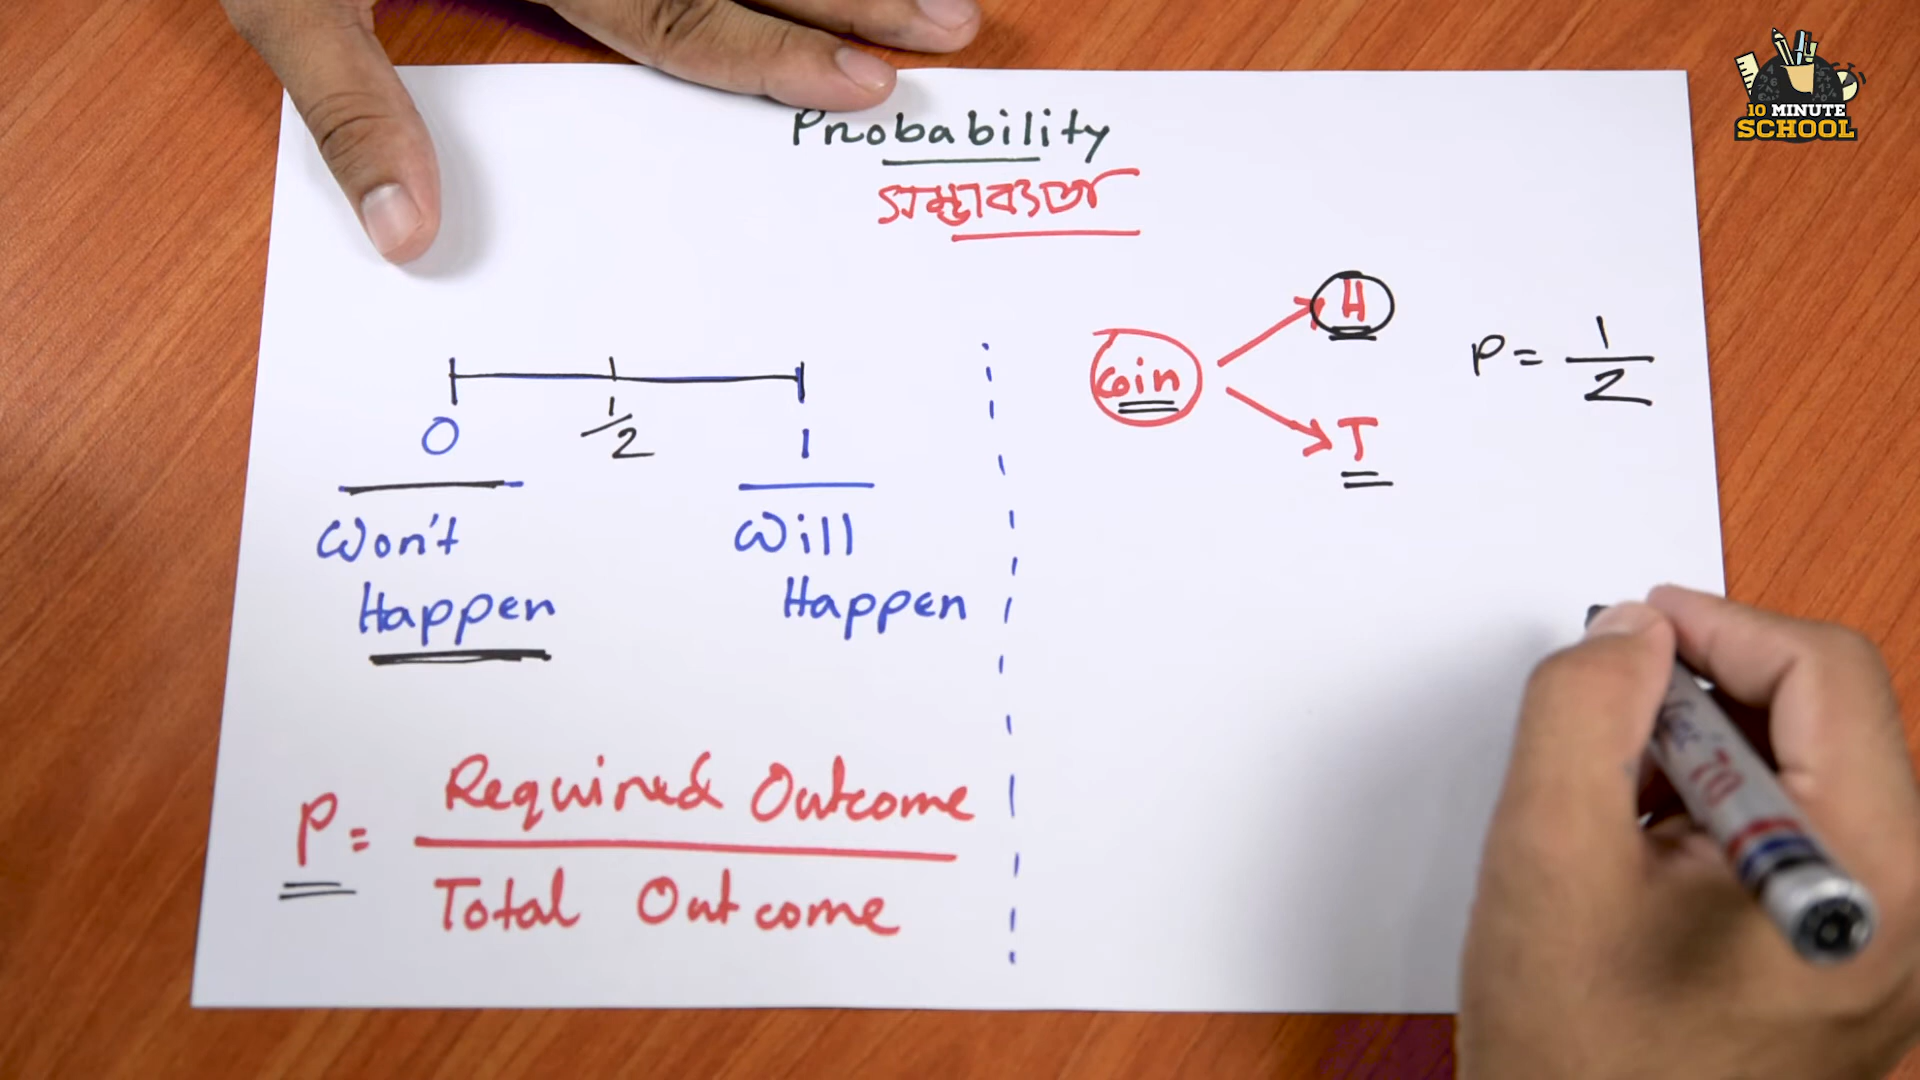 Probability
সম্ভাব্যতা
0 1/2 1
Won't Happen
Will Happen
P = Required Outcome
Total Outcome
Coin
H
T
P = 1/2
10 MINUTE
SCHOOL